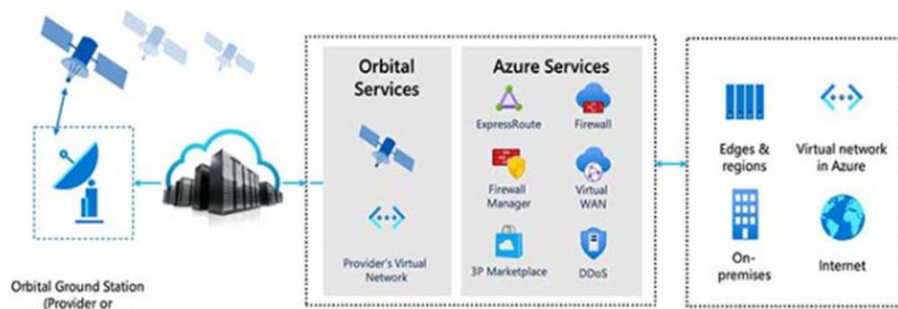 Orbital
Services
Provider's Virtual
Network
Azure Services
ExpressRoute
Firewall
Firewall
Manager
Virtual
WAN
3P Marketplace
DDoS
Edges &
regions
Virtual network
in Azure
On-
premises
Internet
Orbital Ground Station
(Provider or